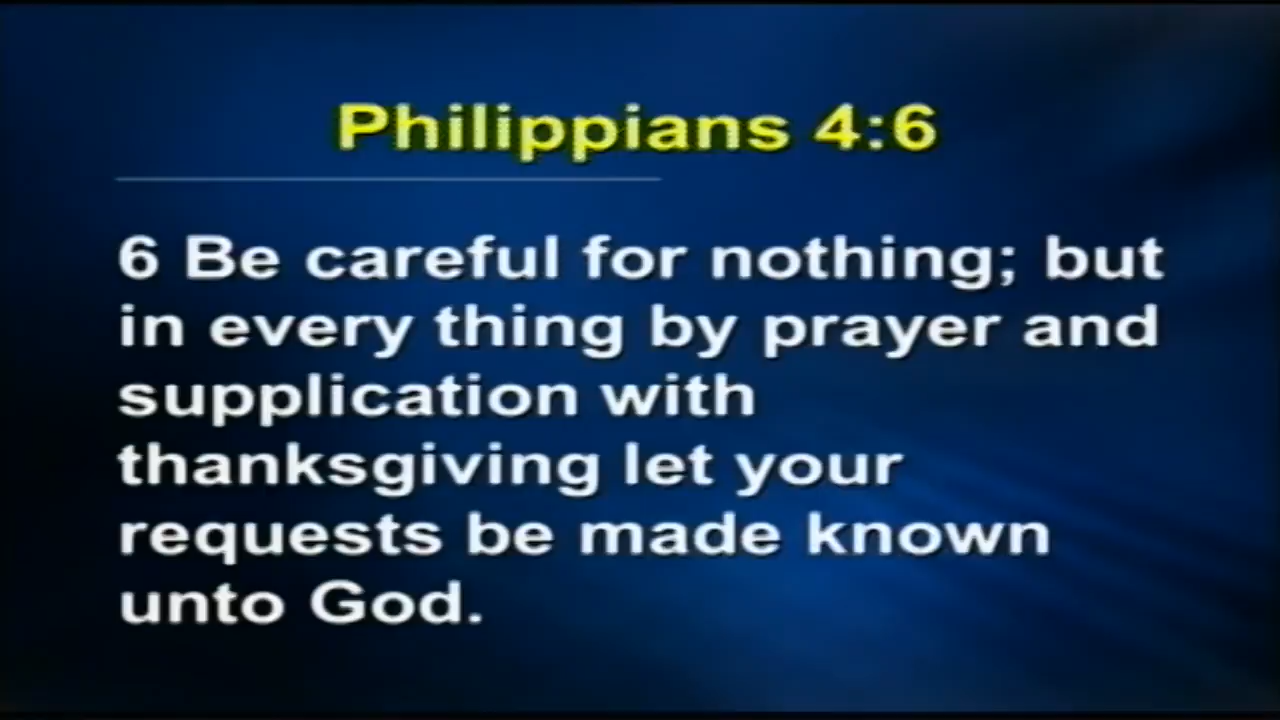 Philippians 4:6
6 Be careful for nothing; but
in every thing by prayer and
supplication with
thanksgiving let your
requests be made known
unto God.